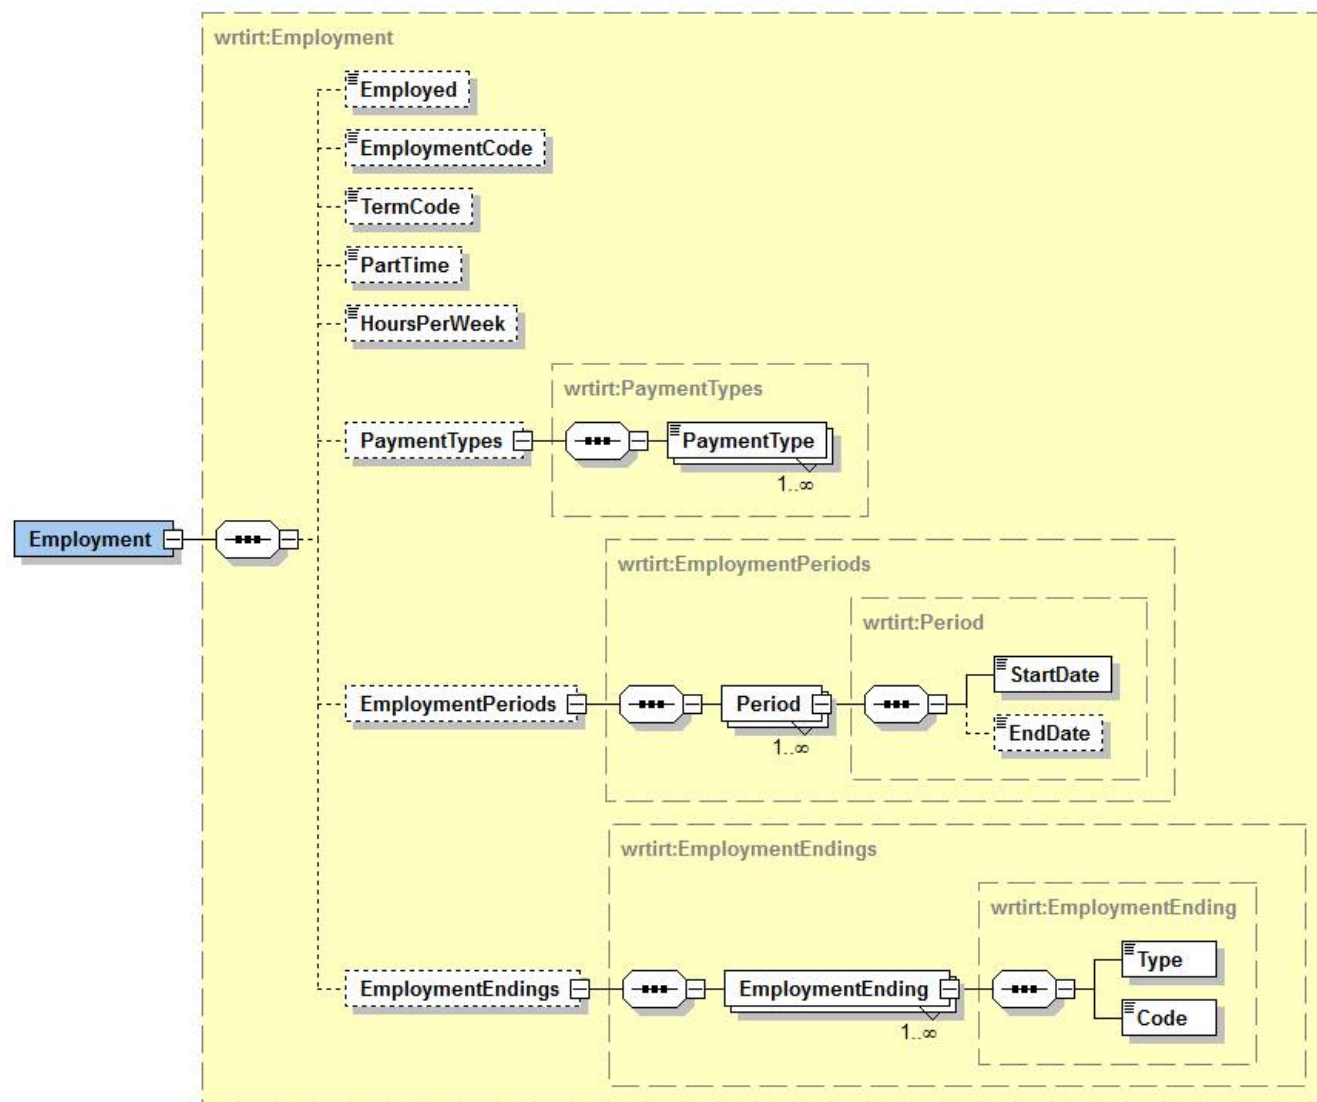 wrtirt:Employment
Employed
EmploymentCode
TermCode
PartTime
HoursPerWeek
wrtirt:PaymentTypes
PaymentTypes
PaymentType
1..∞
Employment
wrtirt:EmploymentPeriods
wrtirt:Period
StartDate
EmploymentPeriods
Period
EndDate
1..∞
wrtirt:EmploymentEndings
wrtirt:EmploymentEnding
Type
EmploymentEndings
EmploymentEnding
Code
1..∞